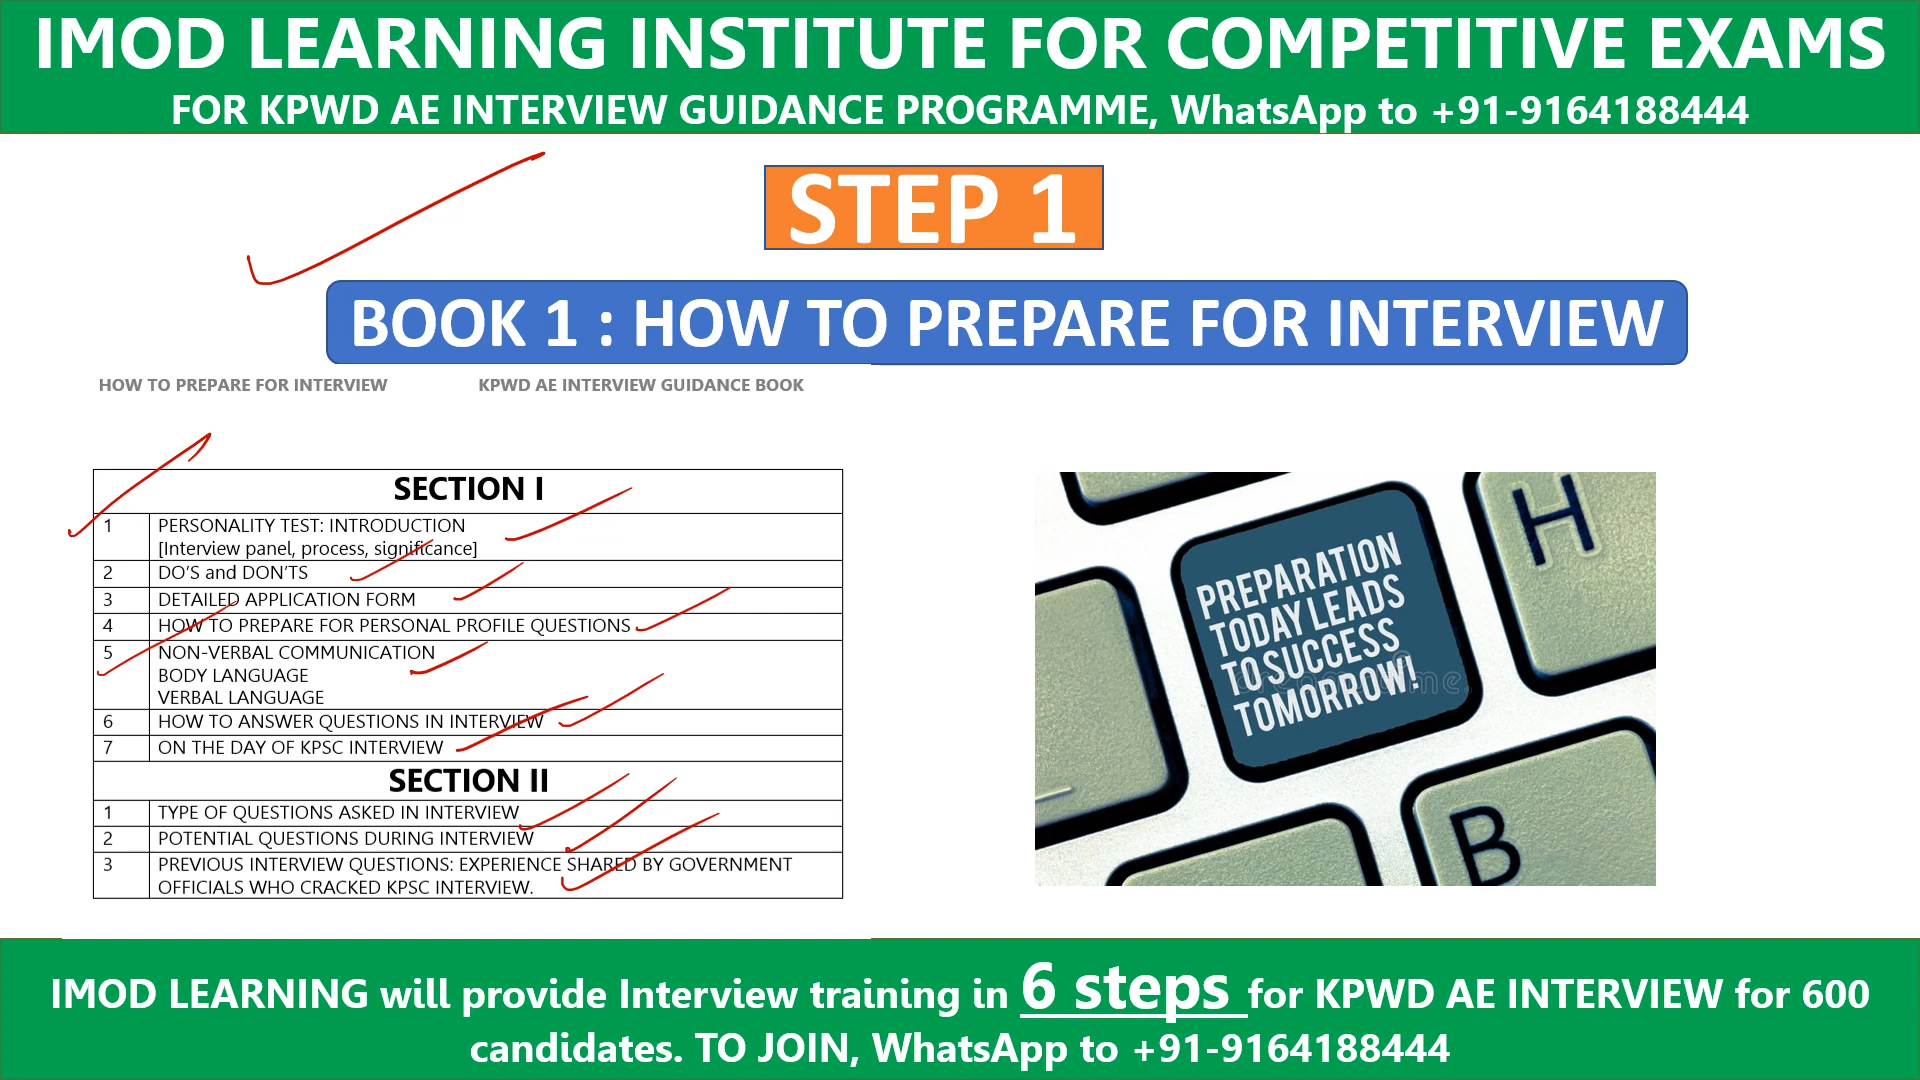 IMOD LEARNING INSTITUTE FOR COMPETITIVE EXAMS
FOR KPWD AE INTERVIEW GUIDANCE PROGRAMME, WhatsApp to +91-9164188444
STEP 1
BOOK 1 : HOW TO PREPARE FOR INTERVIEW
HOW TO PREPARE FOR INTERVIEW KPWD AE INTERVIEW GUIDANCE BOOK
SECTION I
1 PERSONALITY TEST: INTRODUCTION
[Interview panel, process, significance]
2 DO'S and DON'TS
3 DETAILED APPLICATION FORM
4 HOW TO PREPARE FOR PERSONAL PROFILE QUESTIONS
5 NON-VERBAL COMMUNICATION
BODY LANGUAGE
VERBAL LANGUAGE
6 HOW TO ANSWER QUESTIONS IN INTERVIEW
7 ON THE DAY OF KPSC INTERVIEW
SECTION II
1 TYPE OF QUESTIONS ASKED IN INTERVIEW
2 POTENTIAL QUESTIONS DURING INTERVIEW
3 PREVIOUS INTERVIEW QUESTIONS: EXPERIENCE SHARED BY GOVERNMENT
OFFICIALS WHO CRACKED KPSC INTERVIEW.
H
PREPARATION
TODAY LEADS
TO SUCCESS
TOMORROW!
B
IMOD LEARNING will provide Interview training in 6 steps for KPWD AE INTERVIEW for 600
candidates. TO JOIN, WhatsApp to +91-9164188444